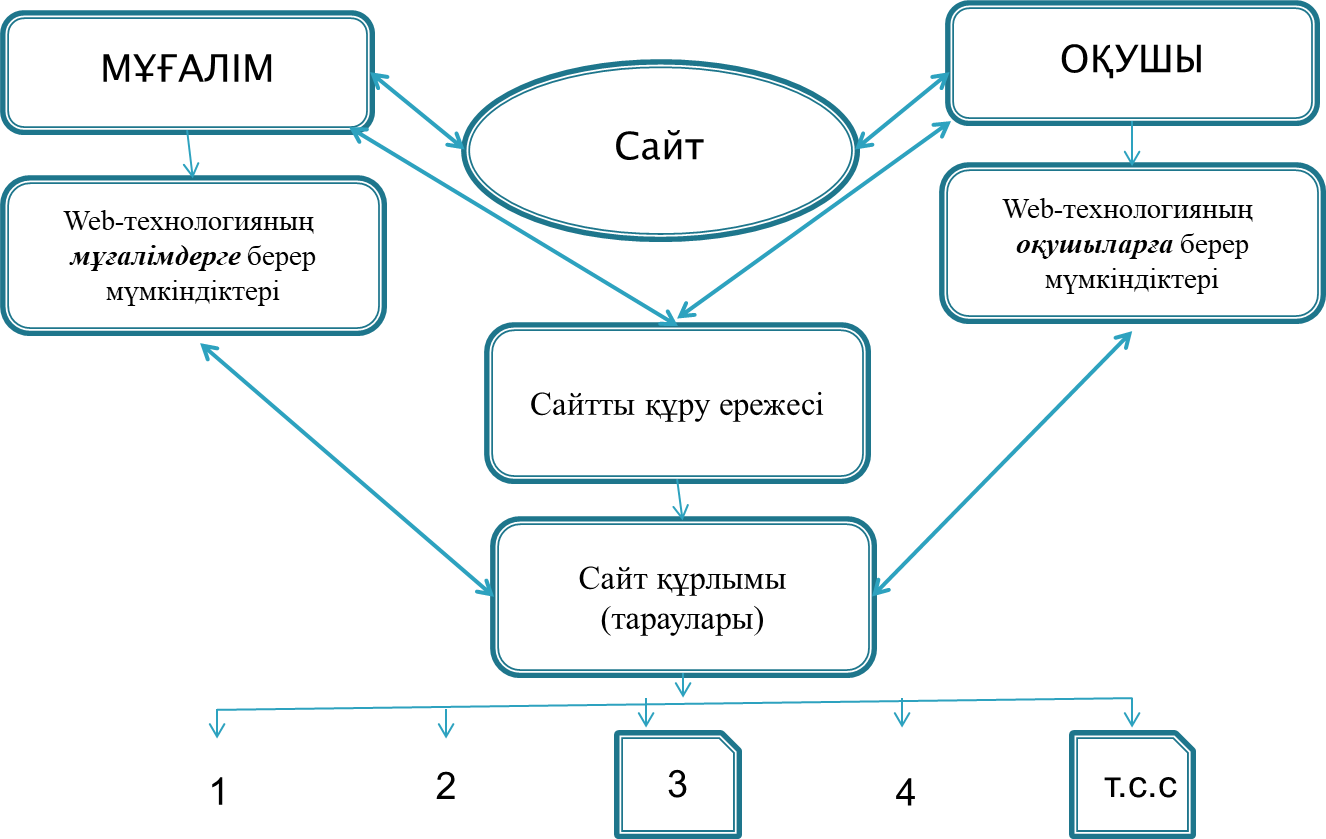 МҰҒАЛІМ
Сайт
ОҚУШЫ
Web-технологияның
мұғалімдерге берер
мүмкіндіктері
Web-технологияның
оқушыларға берер
мүмкіндіктері
Сайтты құру ережесі
Сайт құрлымы
(тараулары)
1
2
3
4
т.с.с